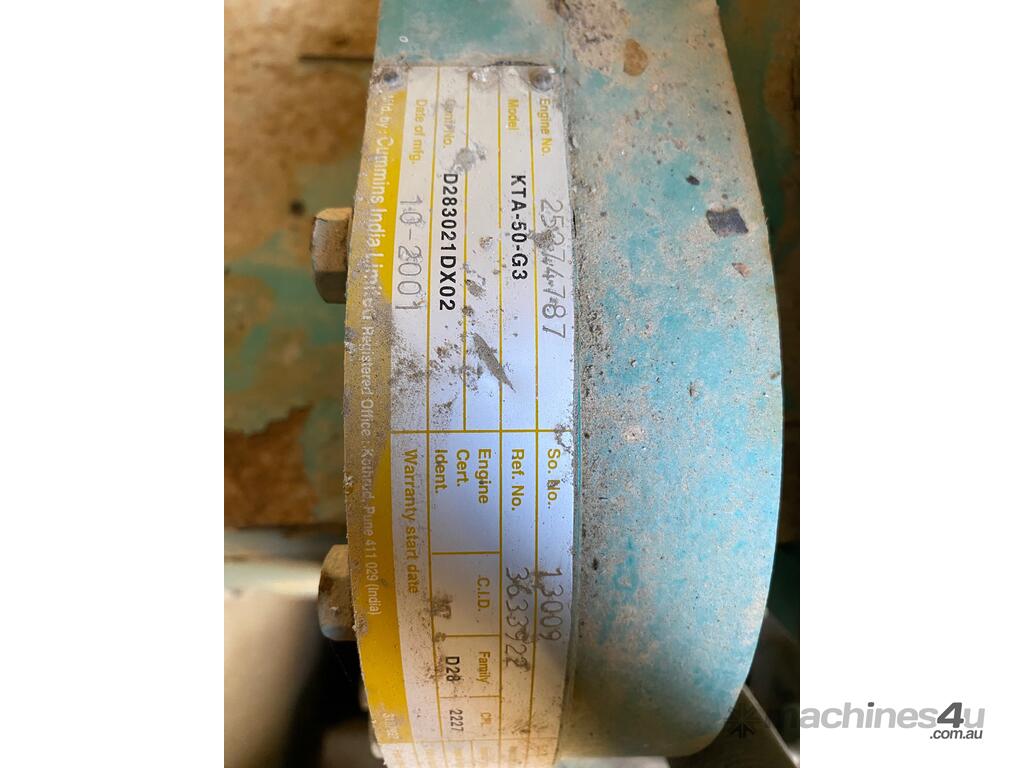 Engine No. 25274787 So. No. 13009
Model KTA-50-G3 Ref. No. 3633922
Engine Cert. Ident. C.I.D. Family
Cont. No. D283021DX02 D28 2227
Date of mfg. 10-2001 Warranty start date
Mfd. by: Cummins India Limited Registered Office: Kothrud, Pune 411 029 (India)
machines4u
.com.au